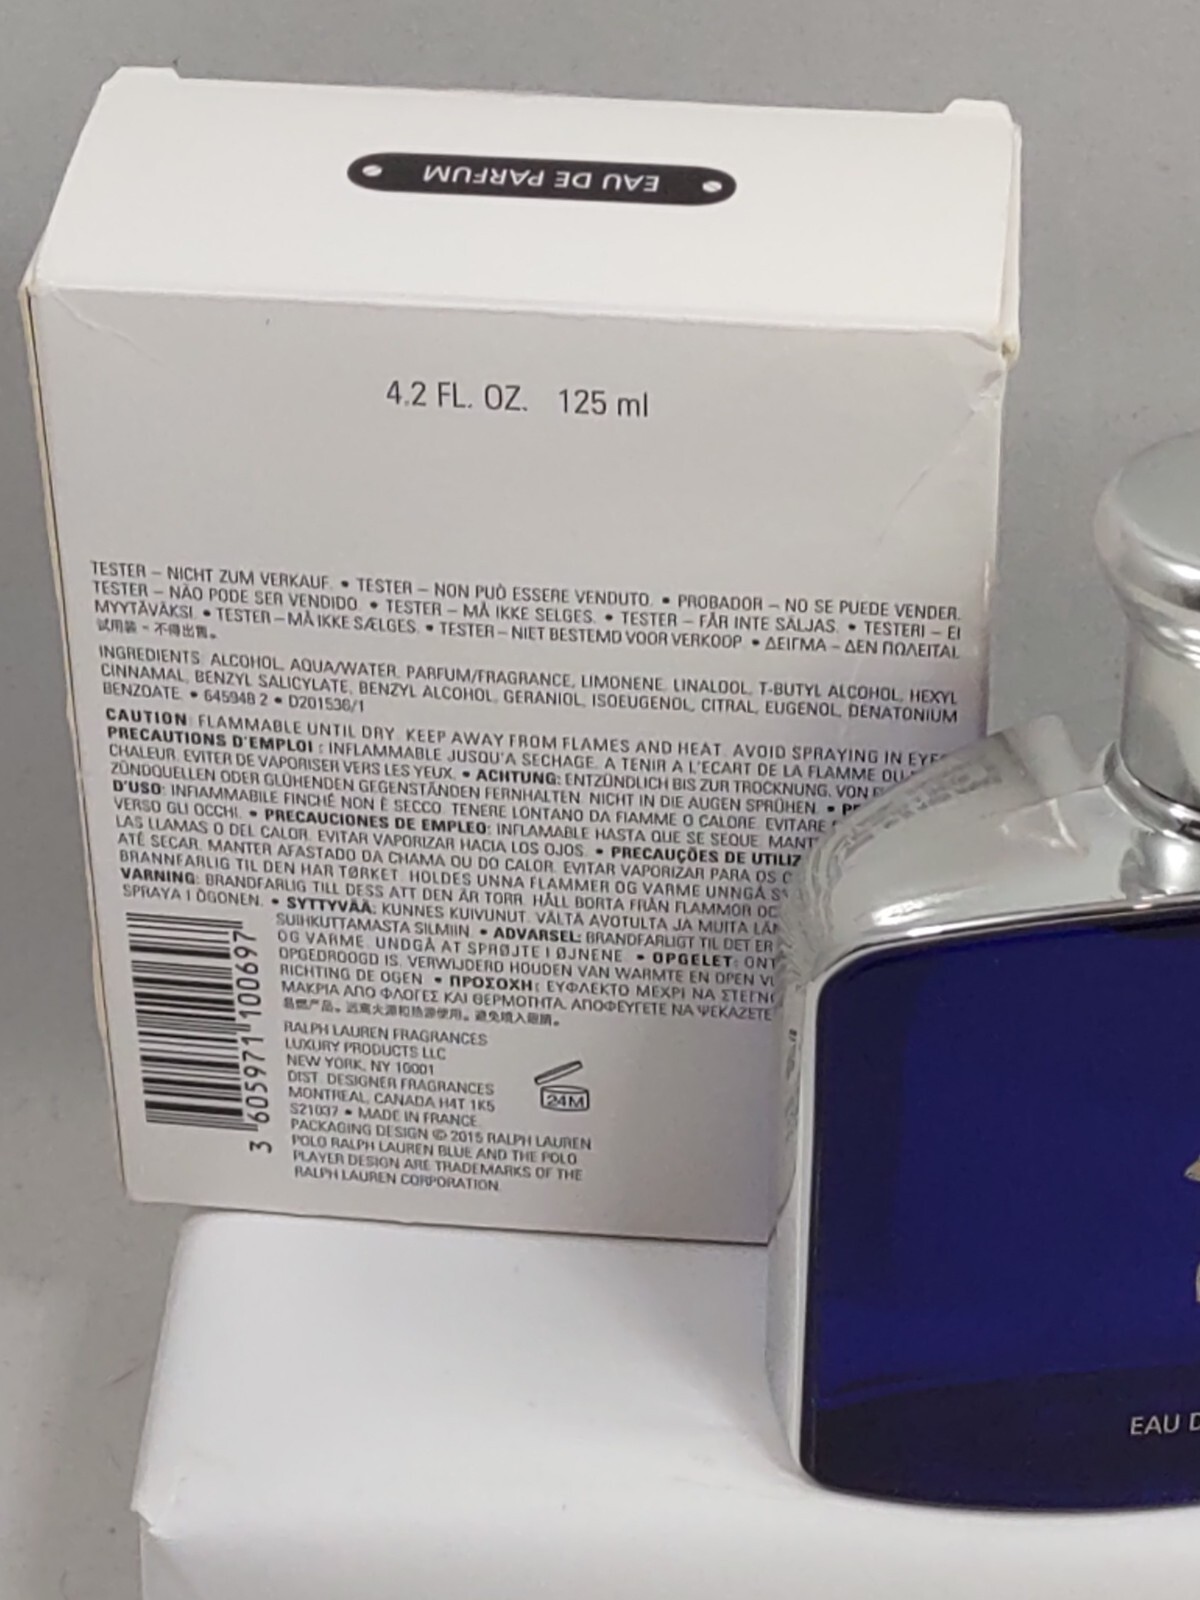 EAU DE PARFUM
4.2 FL. OZ. 125 ml
TESTER – NICHT ZUM VERKAUF. • TESTER – NON PUÒ ESSERE VENDUTO. • PROBADOR – NO SE PUEDE VENDER.
TESTER – NÃO PODE SER VENDIDO. • TESTER – MÅ IKKE SELGES. • TESTER – FÅR INTE SÄLJAS. • TESTERI – EI
MYYTÄVÄKSI. • TESTER – MÅ IKKE SÆLGES. • TESTER – NIET BESTEMD VOOR VERKOOP • ΔΕΙΓΜΑ – ΔΕΝ ΠΩΛΕΙΤΑΙ.
試用裝 - 不得出售。
INGREDIENTS: ALCOHOL, AQUA/WATER, PARFUM/FRAGRANCE, LIMONENE, LINALOOL, T-BUTYL ALCOHOL, HEXYL
CINNAMAL, BENZYL SALICYLATE, BENZYL ALCOHOL, GERANIOL, ISOEUGENOL, CITRAL, EUGENOL, DENATONIUM
BENZOATE. • 645948 2 • D201536/1
CAUTION: FLAMMABLE UNTIL DRY. KEEP AWAY FROM FLAMES AND HEAT. AVOID SPRAYING IN EYES
PRECAUTIONS D'EMPLOI : INFLAMMABLE JUSQU'A SECHAGE. A TENIR A L'ECART DE LA FLAMME OU
CHALEUR. EVITER DE VAPORISER VERS LES YEUX. • ACHTUNG: ENTZÜNDLICH BIS ZUR TROCKNUNG. VON
ZÜNDQUELLEN ODER GLÜHENDEN GEGENSTÄNDEN FERNHALTEN. NICHT IN DIE AUGEN SPRÜHEN. •
D'USO: INFIAMMABILE FINCHÉ NON È SECCO. TENERE LONTANO DA FIAMME O CALORE. EVITARE
VERSO GLI OCCHI. • PRECAUCIONES DE EMPLEO: INFLAMABLE HASTA QUE SE SEQUE. MANT
LAS LLAMAS O DEL CALOR. EVITAR VAPORIZAR HACIA LOS OJOS. • PRECAUÇÕES DE UTILIZ
ATÉ SECAR. MANTER AFASTADO DA CHAMA OU DO CALOR. EVITAR VAPORIZAR PARA OS
BRANNFARLIG TIL DEN HAR TØRKET. HOLDES UNNA FLAMMER OG VARME. UNNGÅ
VARNING: BRANDFARLIG TILL DESS ATT DEN ÄR TORR. HÅLL BORTA FRÅN FLAMMOR OC
SPRAYA I ÖGONEN. • SYTTYVÄÄ: KUNNES KUIVUNUT. VÄLTÄ AVOTULTA JA MUITA
SUIHKUTTAMASTA SILMIIN. • ADVARSEL: BRANDFARLIGT TIL DET ER
OG VARME. UNDGÅ AT SPRØJTE I ØJNENE. • OPGELET: ONT
OPGEDROOGD IS. VERWIJDERD HOUDEN VAN WARMTE EN OPEN
RICHTING DE OGEN. • ΠΡΟΣΟΧΗ: ΕΥΦΛΕΚΤΟ ΜΕΧΡΙ ΝΑ ΣΤΕΓΝΩ
ΜΑΚΡΙΑ ΑΠΟ ΦΛΟΓΕΣ ΚΑΙ ΘΕΡΜΟΤΗΤΑ. ΑΠΟΦΕΥΓΕΤΕ ΝΑ ΨΕΚΑΖΕΤΕ
易燃产品。远离火源和热源使用。避免喷入眼睛。
RALPH LAUREN FRAGRANCES
LUXURY PRODUCTS LLC
NEW YORK, NY 10001
DIST. DESIGNER FRAGRANCES
MONTREAL, CANADA H4T 1K5
S21037 • MADE IN FRANCE
PACKAGING DESIGN © 2015 RALPH LAUREN
POLO RALPH LAUREN BLUE AND THE POLO
PLAYER DESIGN ARE TRADEMARKS OF THE
RALPH LAUREN CORPORATION.
24M
3 605971 100697
EAU D